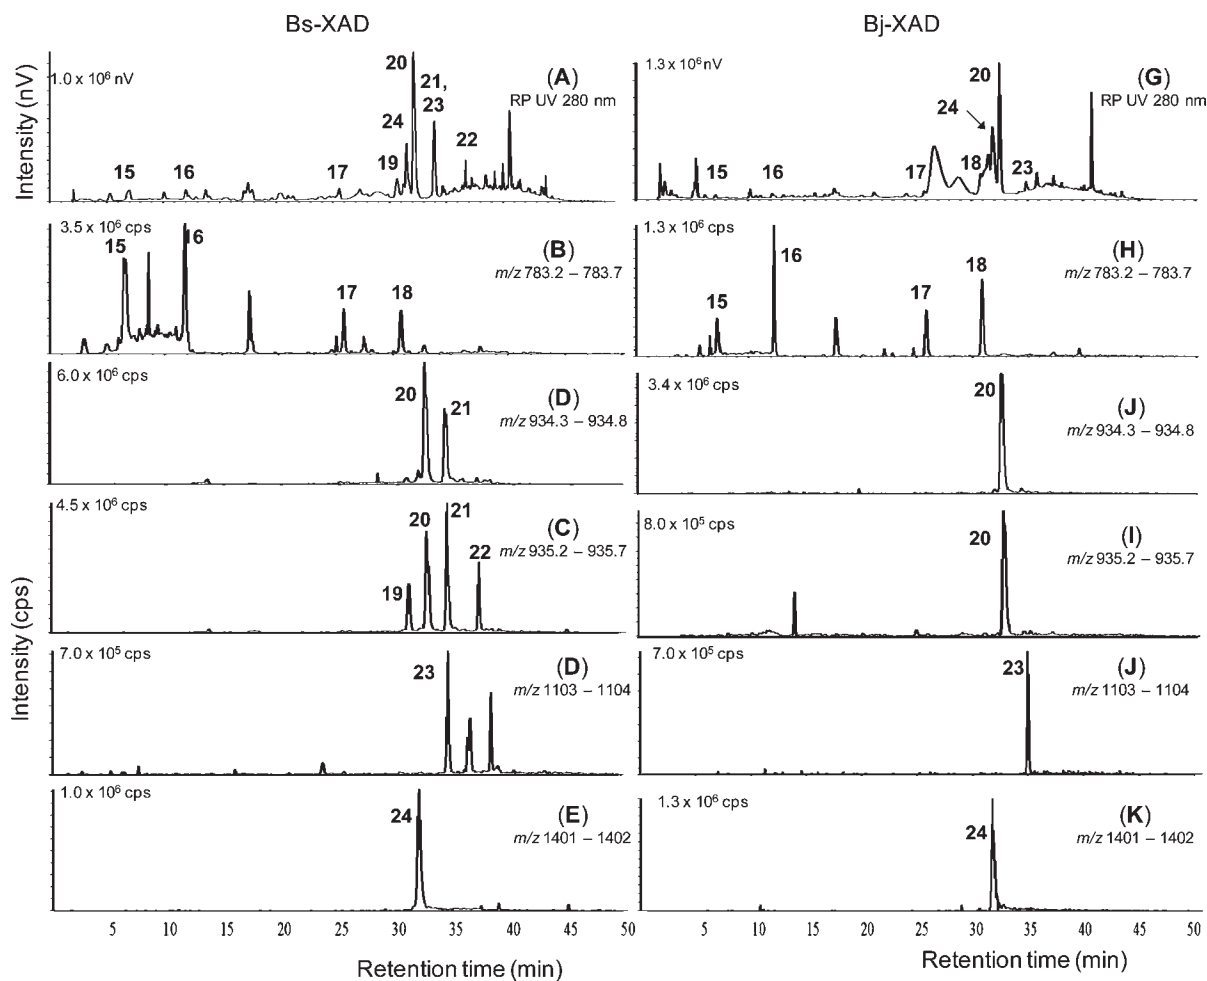 Bs-XAD
Intensity (nV)
1.0 x 10⁶ nV
(A)
RP UV 280 nm
15
16
17
19
24
20
21,
23
22
3.5 x 10⁶ cps
(B)
m/z 783.2 – 783.7
15
16
17
18
6.0 x 10⁶ cps
(D)
m/z 934.3 – 934.8
20
21
4.5 x 10⁶ cps
(C)
m/z 935.2 – 935.7
19
20
21
22
Intensity (cps)
7.0 x 10⁵ cps
(D)
m/z 1103 – 1104
23
1.0 x 10⁶ cps
(E)
m/z 1401 – 1402
24
5 10 15 20 25 30 35 40 45 50
Retention time (min)
Bj-XAD
1.3 x 10⁶ nV
(G)
RP UV 280 nm
15
16
17
18
24
20
23
1.3 x 10⁶ cps
(H)
m/z 783.2 – 783.7
15
16
17
18
3.4 x 10⁶ cps
(J)
m/z 934.3 – 934.8
20
8.0 x 10⁵ cps
(I)
m/z 935.2 – 935.7
20
7.0 x 10⁵ cps
(J)
m/z 1103 – 1104
23
1.3 x 10⁶ cps
(K)
m/z 1401 – 1402
24
5 10 15 20 25 30 35 40 45 50
Retention time (min)